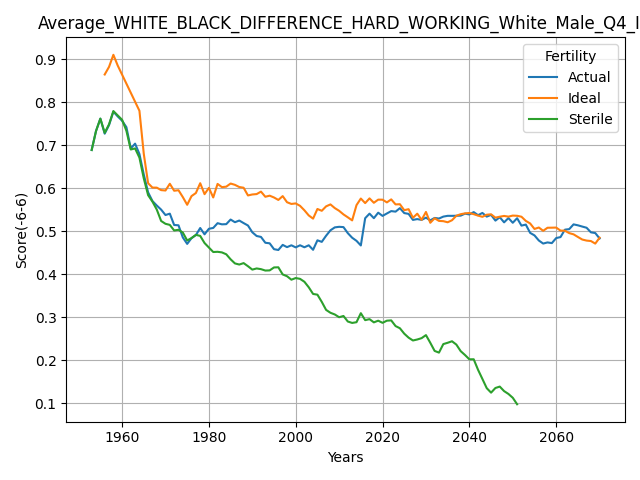 Average_WHITE_BLACK_DIFFERENCE_HARD_WORKING_White_Male_Q4_I
Fertility
Actual
Ideal
Sterile
Score(-6-6)
0.9
0.8
0.7
0.6
0.5
0.4
0.3
0.2
0.1
1960 1980 2000 2020 2040 2060
Years